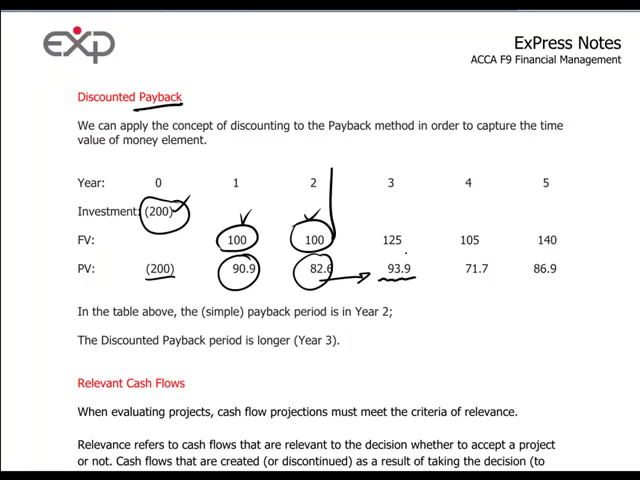 exp
ExPress Notes
ACCA F9 Financial Management
Discounted Payback
We can apply the concept of discounting to the Payback method in order to capture the time
value of money element.
Year: 0 1 2 3 4 5
Investment: (200)
FV: 100 100 125 105 140
PV: (200) 90.9 82.6 93.9 71.7 86.9
In the table above, the (simple) payback period is in Year 2;
The Discounted Payback period is longer (Year 3).
Relevant Cash Flows
When evaluating projects, cash flow projections must meet the criteria of relevance.
Relevance refers to cash flows that are relevant to the decision whether to accept a project
or not. Cash flows that are created (or discontinued) as a result of taking the decision (to